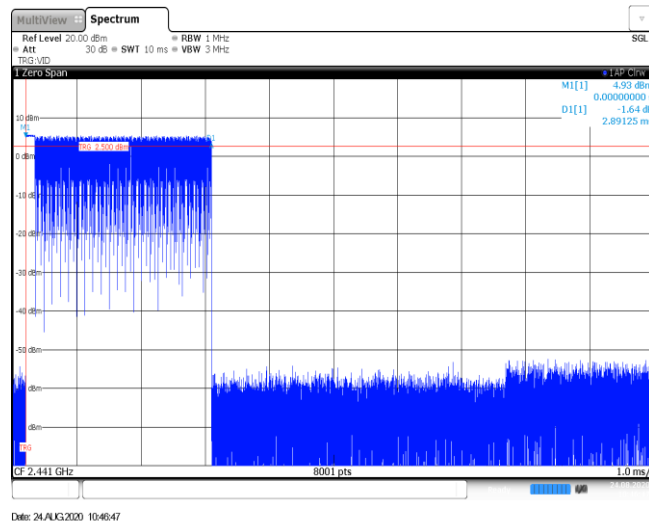 MultiView Spectrum
Ref Level 20.00 dBm RBW 1 MHz SGL
Att 30 dB SWT 10 ms VBW 3 MHz
TRG:VID
1 Zero Span 1AP Clrw
M1[1] 4.93 dBm
0.00000000
D1[1] -1.64 d
2.89125 m
10 dBm
M1
D1
TRG 2.500 dBm
0 dBm
-10 dBm
-20 dBm
-30 dBm
-40 dBm
-50 dBm
dBm
TRG
CF 2.441 GHz 8001 pts 1.0 ms/
Date: 24.AUG.2020 10:46:47